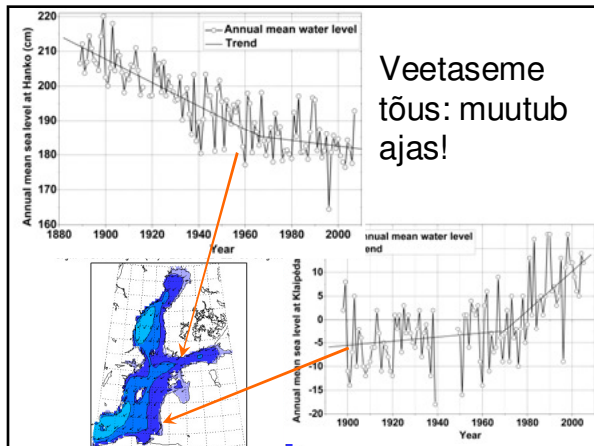 Veetaseme
tõus: muutub
ajas!
Annual mean sea level at Hanko (cm)
220
210
200
190
180
170
160
Annual mean water level
Trend
1880 1900 1920 1940 1960 1980 2000
Year
Annual mean sea level at Klaipėda
10
5
0
-5
-10
-15
-20
nnual mean water level
end
1900 1920 1940 1960 1980 2000
Year